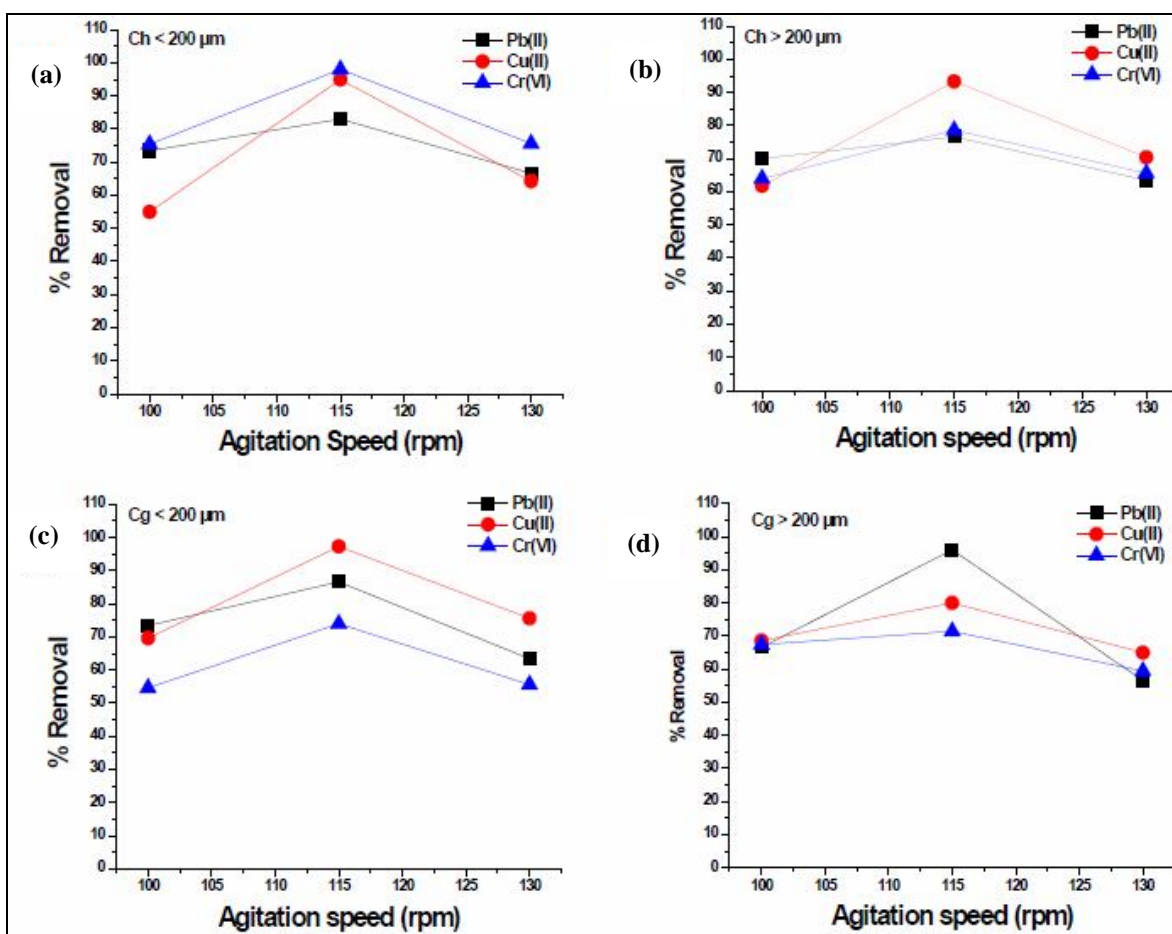 (a)
Ch < 200 µm
Pb(II)
Cu(II)
Cr(VI)
110
100
90
80
70
60
50
40
30
20
10
0
% Removal
100 105 110 115 120 125 130
Agitation Speed (rpm)
(b)
Ch > 200 µm
Pb(II)
Cu(II)
Cr(VI)
110
100
90
80
70
60
50
40
30
20
10
0
% Removal
100 105 110 115 120 125 130
Agitation speed (rpm)
(c)
Cg < 200 µm
Pb(II)
Cu(II)
Cr(VI)
110
100
90
80
70
60
50
40
30
20
10
0
% Removal
100 105 110 115 120 125 130
Agitation speed (rpm)
(d)
Cg > 200 µm
Pb(II)
Cu(II)
Cr(VI)
110
100
90
80
70
60
50
40
30
20
10
0
% Removal
100 105 110 115 120 125 130
Agitation speed (rpm)